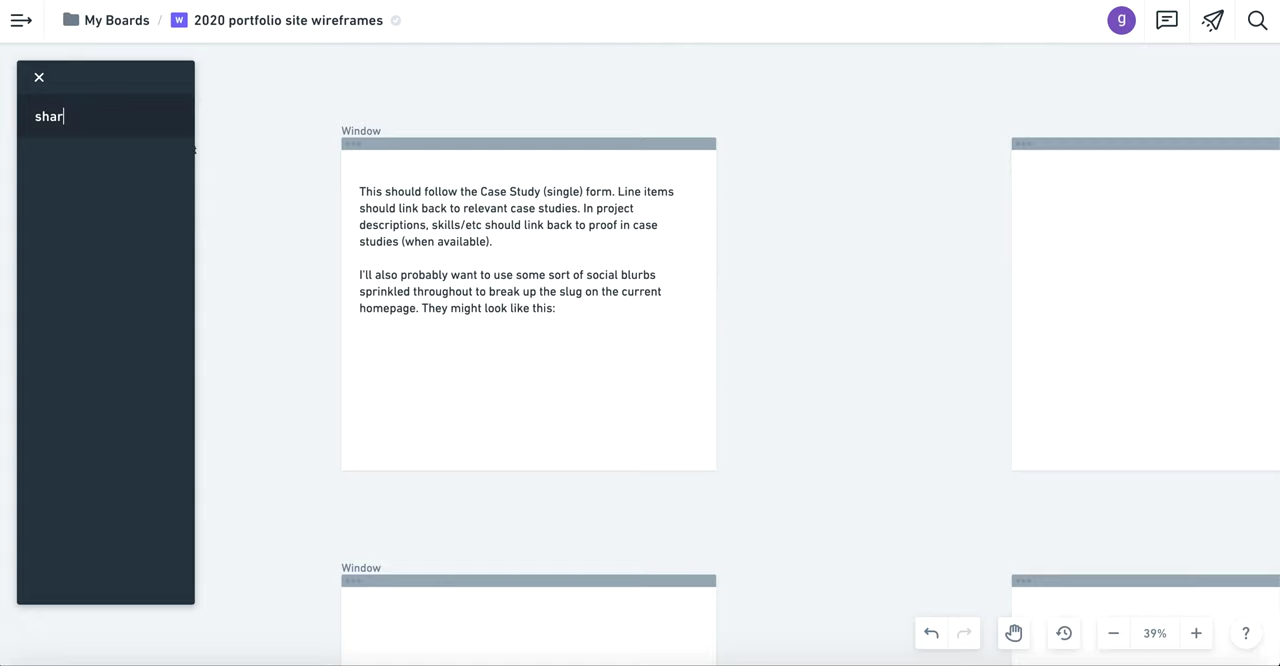 My Boards / W 2020 portfolio site wireframes
g
shar
Window
This should follow the Case Study (single) form. Line items
should link back to relevant case studies. In project
descriptions, skills/etc should link back to proof in case
studies (when available).
I'll also probably want to use some sort of social blurbs
sprinkled throughout to break up the slug on the current
homepage. They might look like this:
Window
39%
?